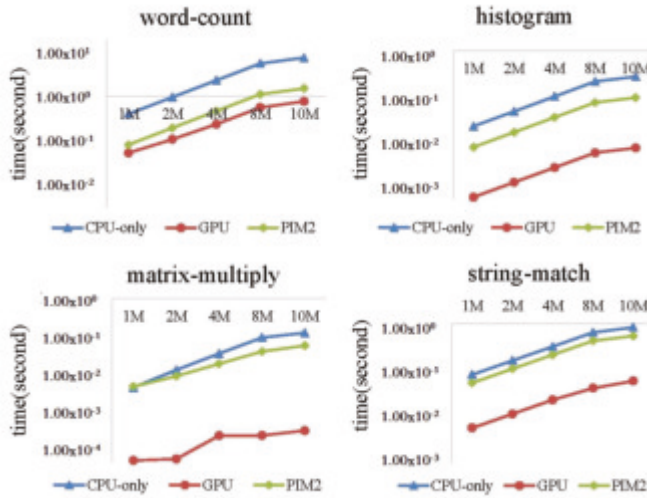 word-count
time(second)
1.00x10¹
1.00x10⁰
1.00x10⁻¹
1.00x10⁻²
1M 2M 4M 8M 10M
CPU-only GPU PIM2
histogram
time(second)
1.00x10⁰
1.00x10⁻¹
1.00x10⁻²
1.00x10⁻³
1M 2M 4M 8M 10M
CPU-only GPU PIM2
matrix-multiply
time(second)
1.00x10⁰
1.00x10⁻¹
1.00x10⁻²
1.00x10⁻³
1.00x10⁻⁴
1M 2M 4M 8M 10M
CPU-only GPU PIM2
string-match
time(second)
1.00x10⁰
1.00x10⁻¹
1.00x10⁻²
1.00x10⁻³
1M 2M 4M 8M 10M
CPU-only GPU PIM2